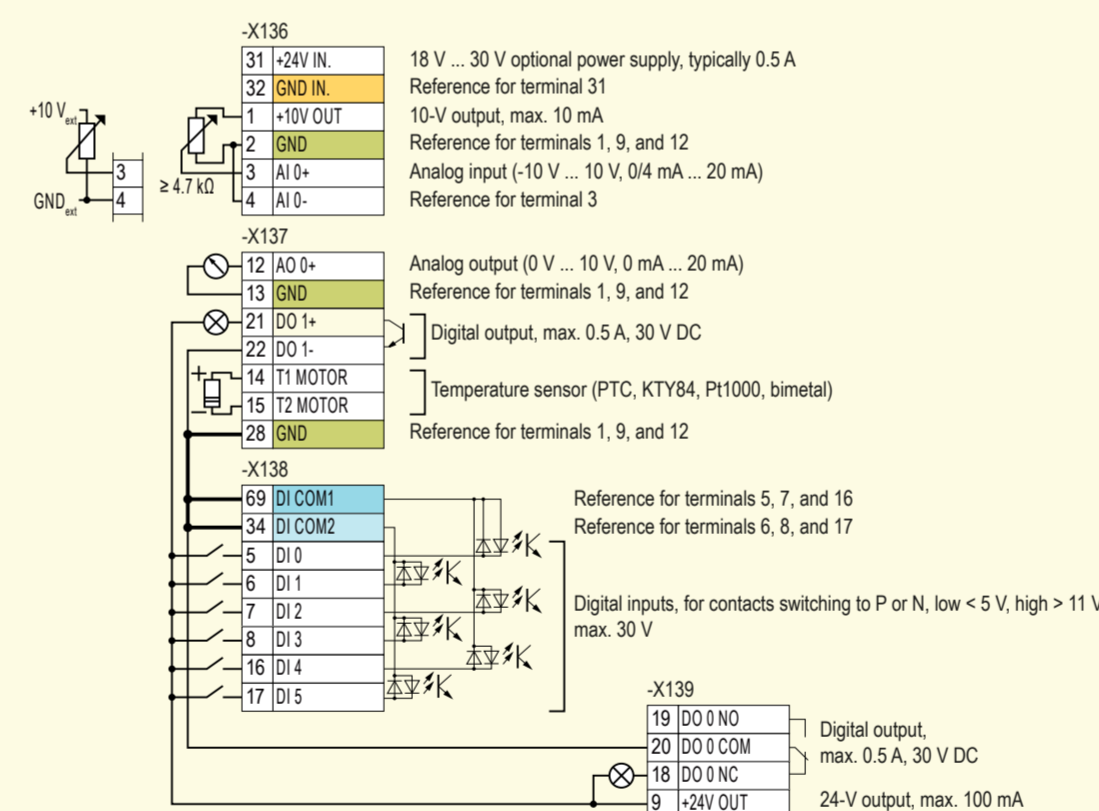 -X136
31 +24V IN. 18 V ... 30 V optional power supply, typically 0.5 A
32 GND IN. Reference for terminal 31
+10 Vext
1 +10V OUT 10-V output, max. 10 mA
2 GND Reference for terminals 1, 9, and 12
3
3 AI 0+ Analog input (-10 V ... 10 V, 0/4 mA ... 20 mA)
≥ 4.7 kΩ
GNDext 4
4 AI 0- Reference for terminal 3
-X137
12 AO 0+ Analog output (0 V ... 10 V, 0 mA ... 20 mA)
13 GND Reference for terminals 1, 9, and 12
21 DO 1+
Digital output, max. 0.5 A, 30 V DC
22 DO 1-
+
14 T1 MOTOR
Temperature sensor (PTC, KTY84, Pt1000, bimetal)
–
15 T2 MOTOR
28 GND Reference for terminals 1, 9, and 12
-X138
69 DI COM1 Reference for terminals 5, 7, and 16
34 DI COM2 Reference for terminals 6, 8, and 17
5 DI 0
6 DI 1
7 DI 2
Digital inputs, for contacts switching to P or N, low < 5 V, high > 11 V
max. 30 V
8 DI 3
16 DI 4
17 DI 5
-X139
19 DO 0 NO
Digital output,
20 DO 0 COM
max. 0.5 A, 30 V DC
18 DO 0 NC
9 +24V OUT 24-V output, max. 100 mA